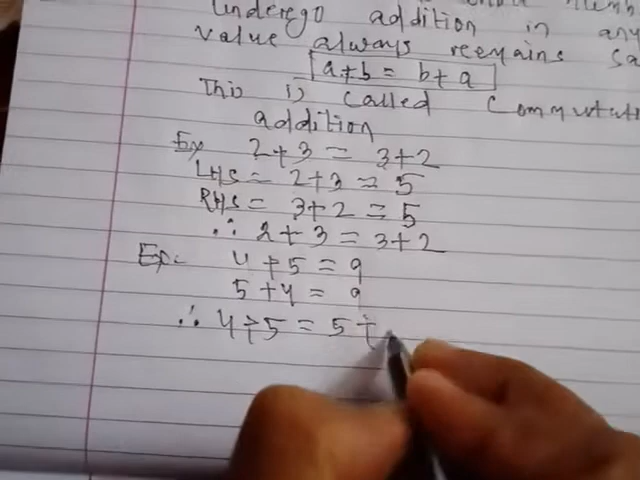 Underego addition in any
value always reemains sa
a+b = b+a
This is called Commutati
addition
Ex 2+3 = 3+2
LHS = 2+3 = 5
RHS = 3+2 = 5
∴ 2+3 = 3+2
Ex:- 4+5 = 9
5+4 = 9
∴ 4+5 = 5+